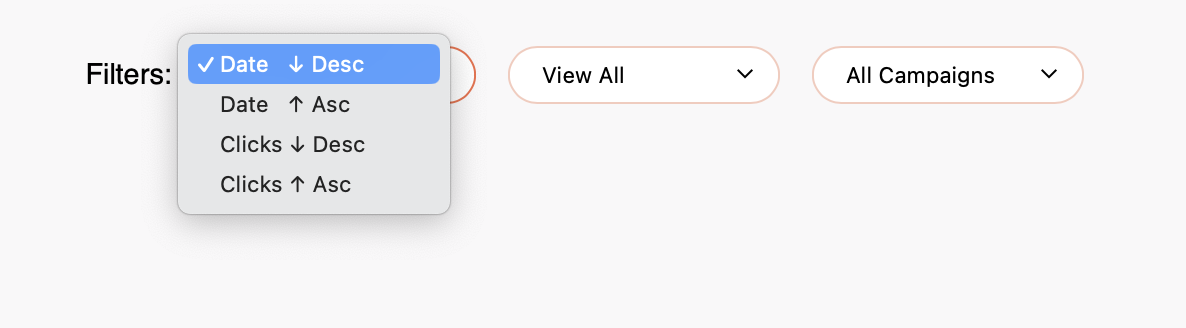 Filters:
✓ Date ↓ Desc
Date ↑ Asc
Clicks ↓ Desc
Clicks ↑ Asc
View All
All Campaigns